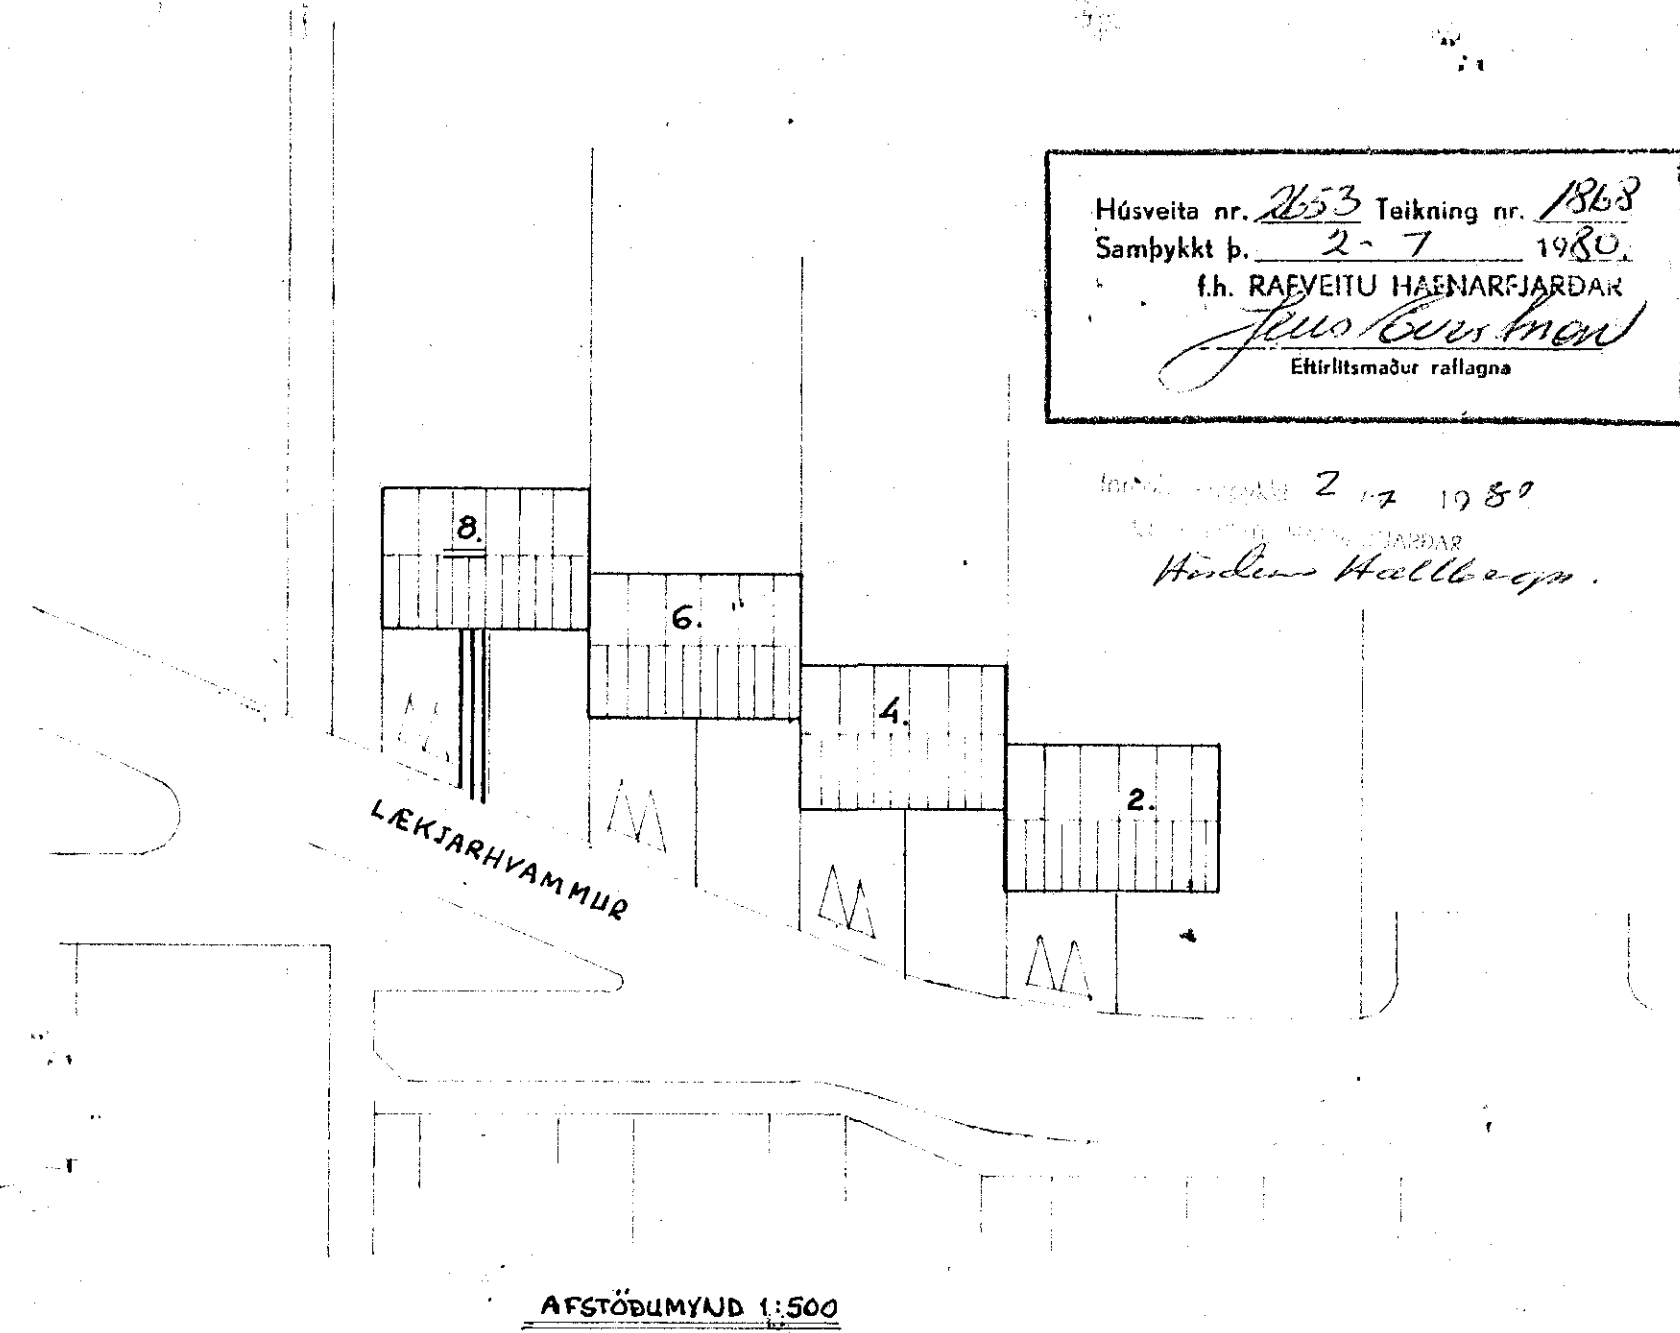 Húsveita nr. 2653 Teikning nr. 1868
Samþykkt þ. 2 - 7 1980.
f.h. RAFVEITU HAFNARFJARÐAR
Eftirlitsmaður raflagna
2 / 7 1980
8.
6.
4.
2.
LÆKJARHVAMMUR
AFSTÖÐUMYND 1:500